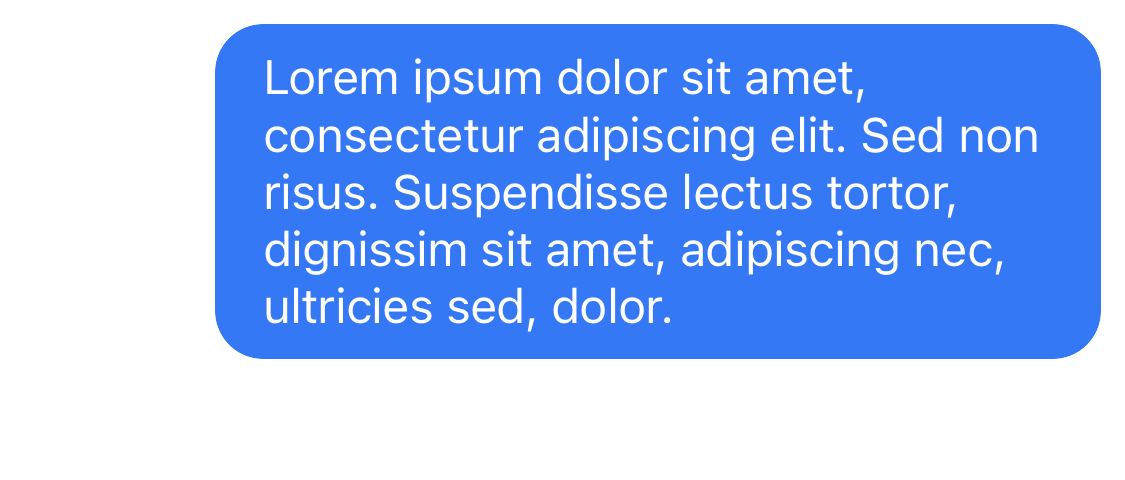 Lorem ipsum dolor sit amet,
consectetur adipiscing elit. Sed non
risus. Suspendisse lectus tortor,
dignissim sit amet, adipiscing nec,
ultricies sed, dolor.